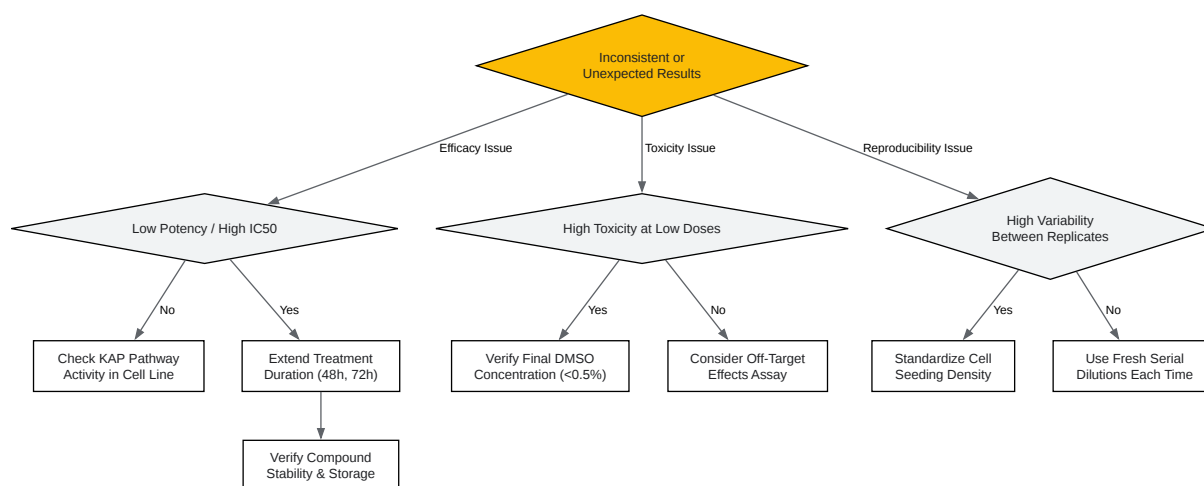 Inconsistent or
Unexpected Results
Efficacy Issue
Toxicity Issue
Reproducibility Issue
Low Potency / High IC50
High Toxicity at Low Doses
High Variability
Between Replicates
No
Yes
Yes
No
Yes
No
Check KAP Pathway
Activity in Cell Line
Extend Treatment
Duration (48h, 72h)
Verify Final DMSO
Concentration (<0.5%)
Consider Off-Target
Effects Assay
Standardize Cell
Seeding Density
Use Fresh Serial
Dilutions Each Time
Verify Compound
Stability & Storage